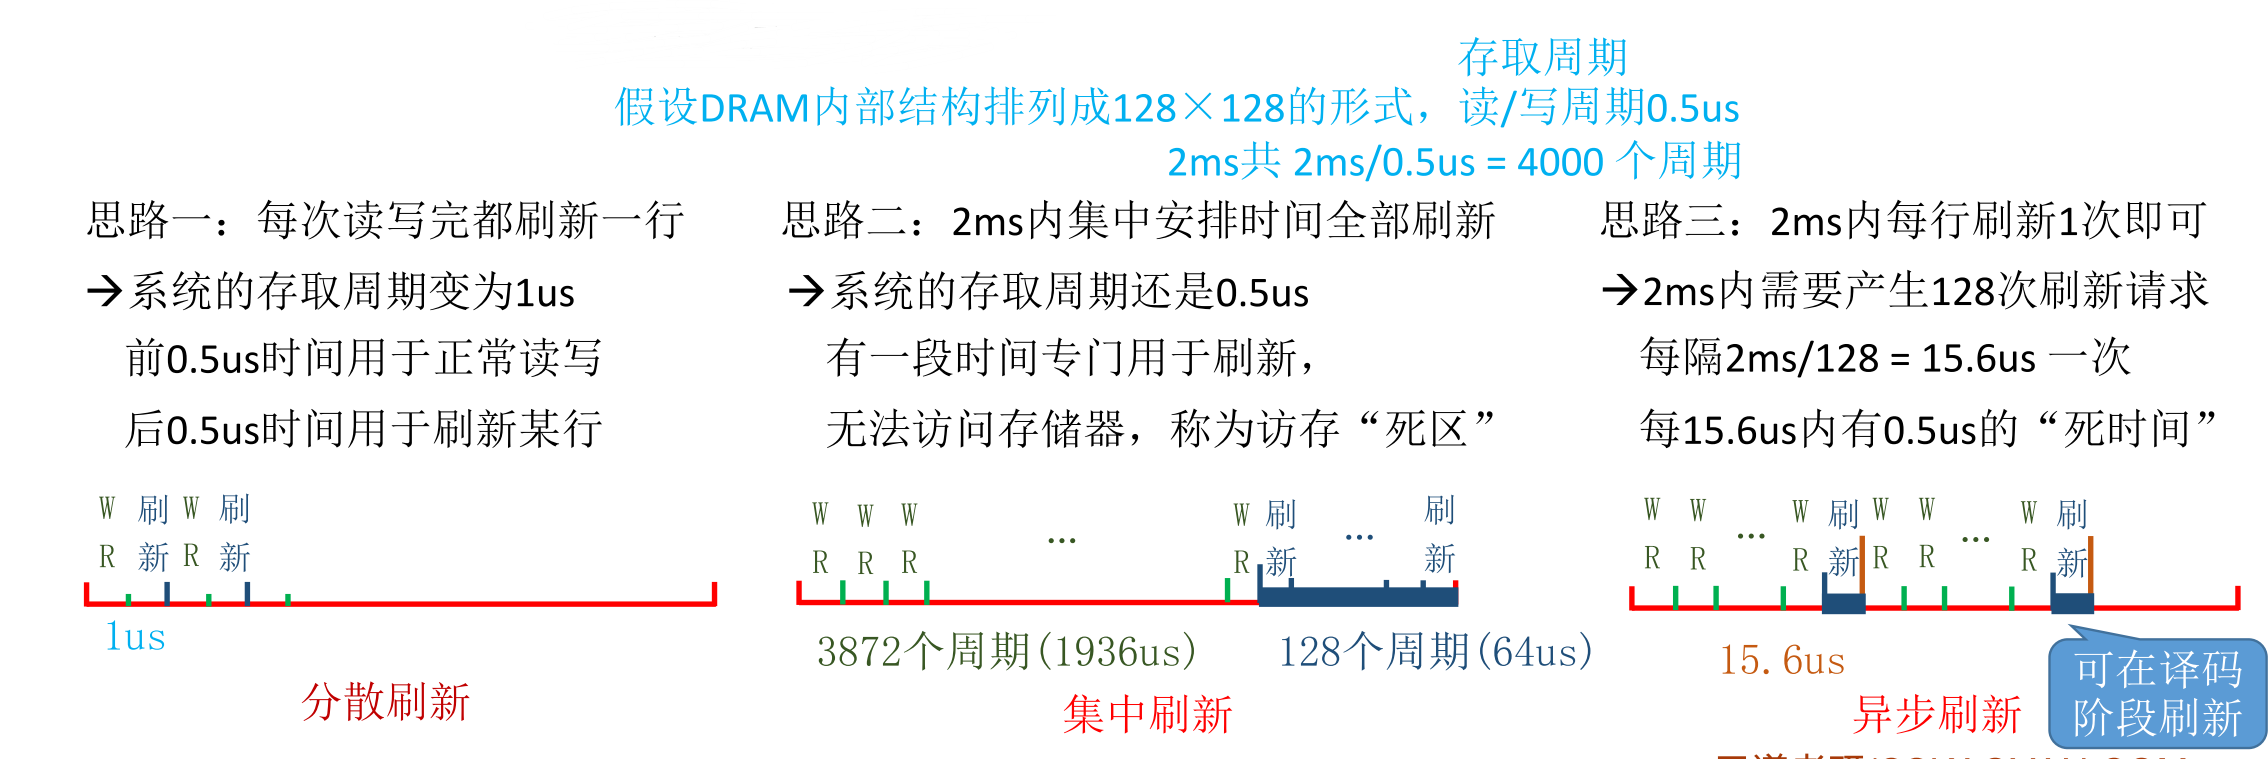 存取周期
假设DRAM内部结构排列成128×128的形式，读/写周期0.5us
2ms共 2ms/0.5us = 4000 个周期
思路一：每次读写完都刷新一行
→系统的存取周期变为1us
前0.5us时间用于正常读写
后0.5us时间用于刷新某行
W 刷 W 刷
R 新 R 新
1us
分散刷新
思路二：2ms内集中安排时间全部刷新
→系统的存取周期还是0.5us
有一段时间专门用于刷新，
无法访问存储器，称为访存“死区”
W W W ... W 刷 ... 刷
R R R R 新 新
3872个周期(1936us) 128个周期(64us)
集中刷新
思路三：2ms内每行刷新1次即可
→2ms内需要产生128次刷新请求
每隔2ms/128 = 15.6us 一次
每15.6us内有0.5us的“死时间”
W W ... W 刷 W W ... W 刷
R R R 新 R R R 新
15.6us
异步刷新
可在译码
阶段刷新